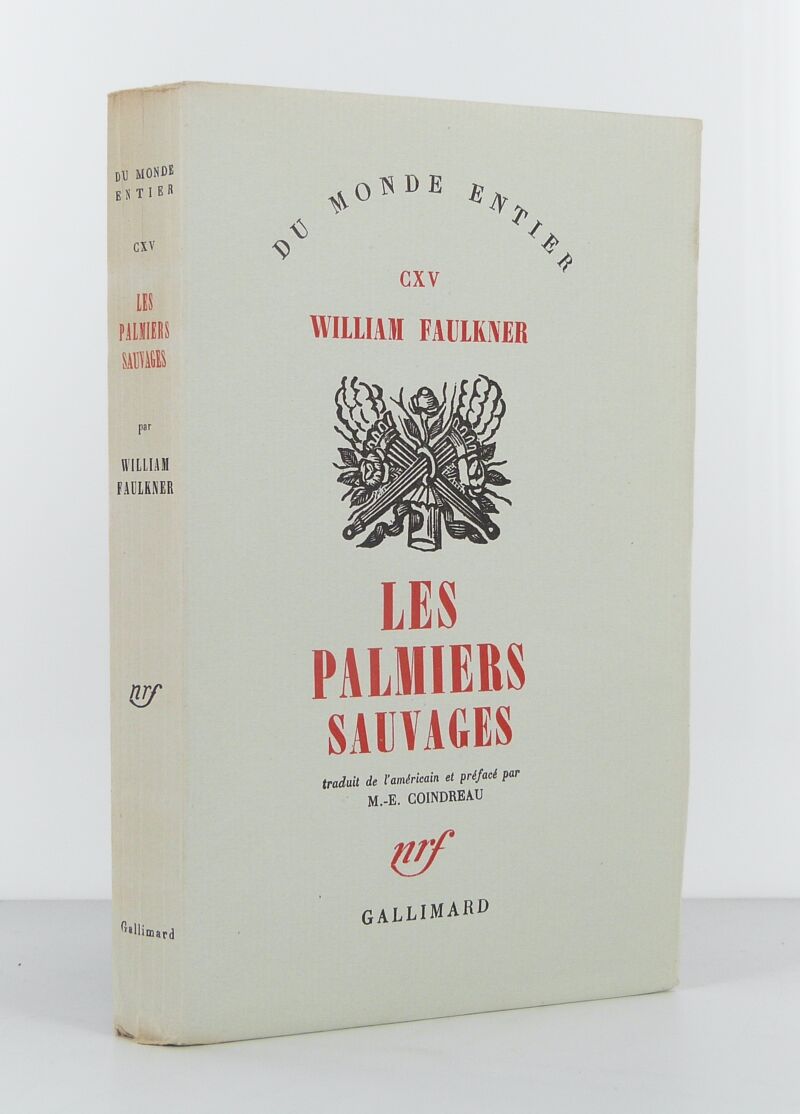 DU MONDE
ENTIER
CXV
LES
PALMIERS
SAUVAGES
par
WILLIAM
FAULKNER
nrf
Gallimard
DU MONDE ENTIER
CXV
WILLIAM FAULKNER
LES
PALMIERS
SAUVAGES
traduit de l'américain et préfacé par
M.-E. COINDREAU
nrf
GALLIMARD